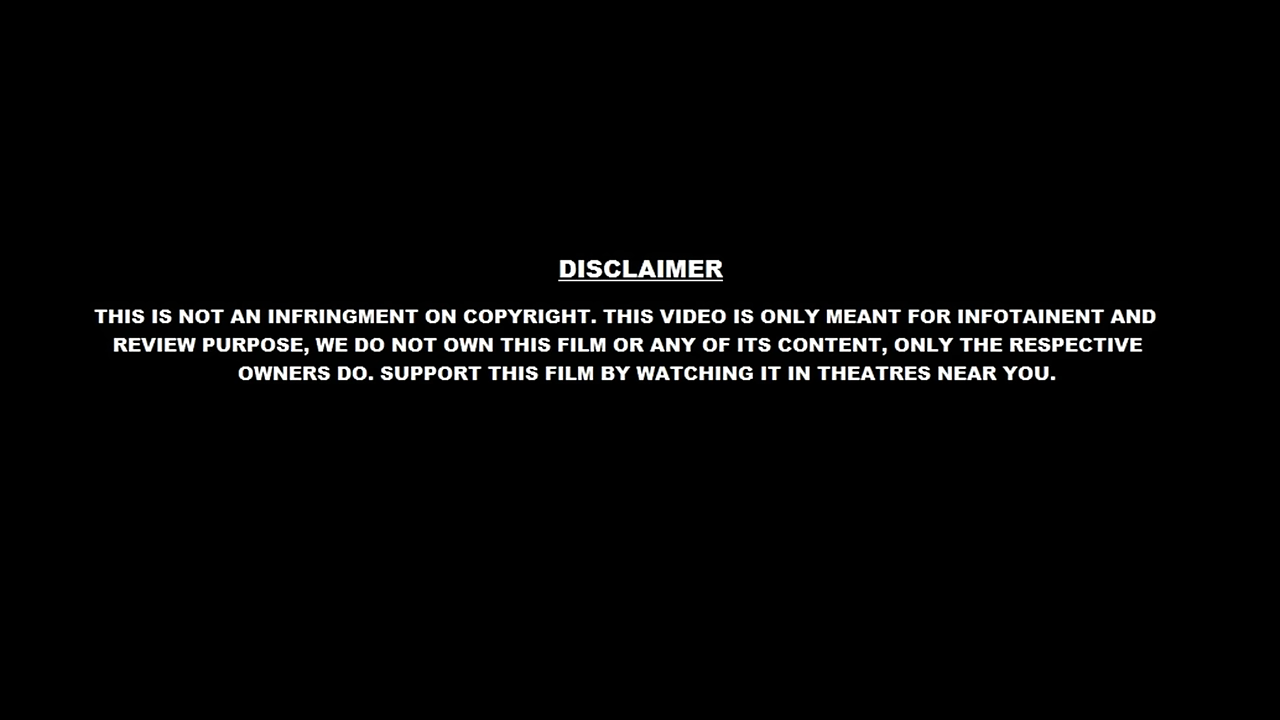 DISCLAIMER
THIS IS NOT AN INFRINGMENT ON COPYRIGHT. THIS VIDEO IS ONLY MEANT FOR INFOTAINENT AND
REVIEW PURPOSE, WE DO NOT OWN THIS FILM OR ANY OF ITS CONTENT, ONLY THE RESPECTIVE
OWNERS DO. SUPPORT THIS FILM BY WATCHING IT IN THEATRES NEAR YOU.